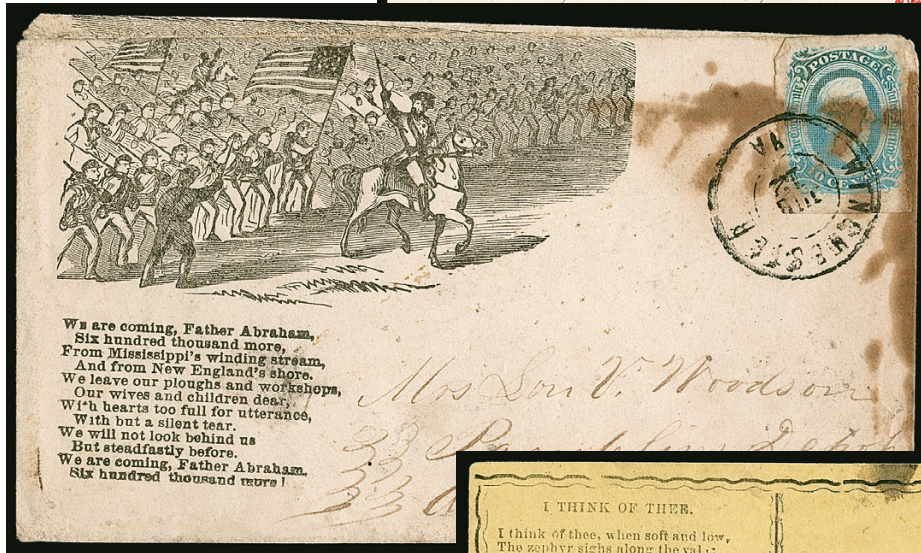 POSTAGE
WINCHESTER
VA
We are coming, Father Abraham,
Six hundred thousand more,
From Mississippi's winding stream,
And from New England's shore.
We leave our ploughs and workshops,
Our wives and children dear,
With hearts too full for utterance,
With but a silent tear.
We will not look behind us
But steadfastly before.
We are coming, Father Abraham.
Six hundred thousand more!
Mrs Lou V. Woodson
I THINK OF THEE.
I think of thee, when soft and low,
The zephyr sighs along the